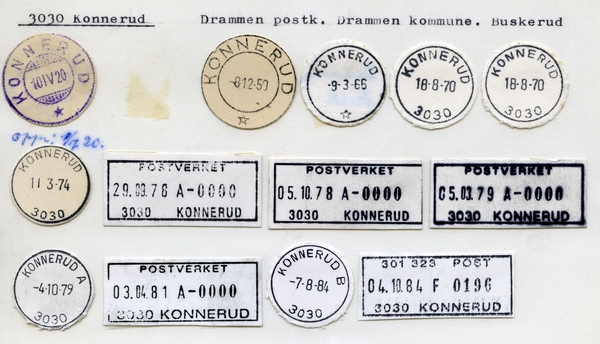 3030 Konnerud Drammen postk. Drammen kommune. Buskerud
KONNERUD
10 IV 20
KONNERUD
-8 12-50
KONNERUD
-9-3-66
KONNERUD
18-8-70
3030
KONNERUD
18-8-70
3030
KONNERUD
11 3-74
3030
POSTVERKET
29.09.76 A-0000
3030 KONNERUD
POSTVERKET
05.10.78 A-0000
3030 KONNERUD
POSTVERKET
05.03.79 A-0000
3030 KONNERUD
KONNERUD A
-4-10-79
3030
POSTVERKET
03.04.81 A-0000
3030 KONNERUD
KONNERUD B
-7-8-84
3030
301 323 POST
04.10.84 F 0196
3030 KONNERUD